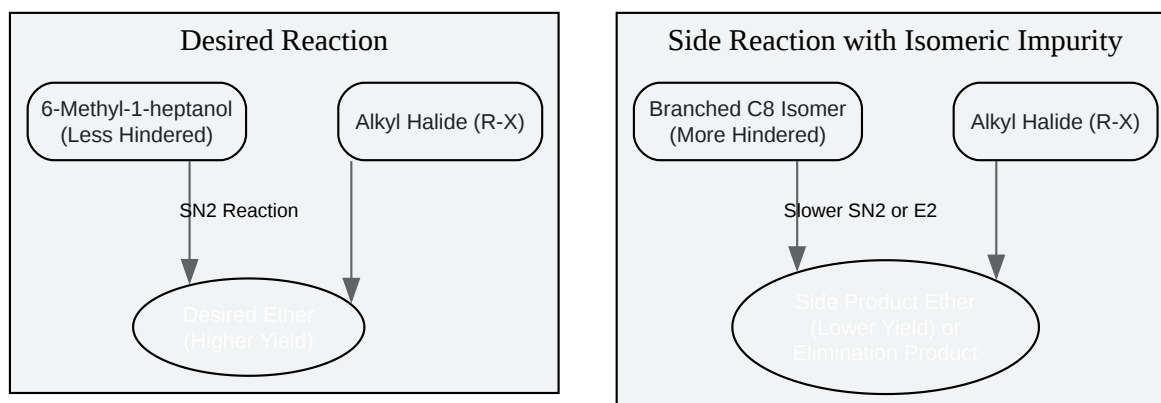 Desired Reaction
6-Methyl-1-heptanol
(Less Hindered)
Alkyl Halide (R-X)
SN2 Reaction
Desired Ether
(Higher Yield)
Side Reaction with Isomeric Impurity
Branched C8 Isomer
(More Hindered)
Alkyl Halide (R-X)
Slower SN2 or E2
Side Product Ether
(Lower Yield) or
Elimination Product